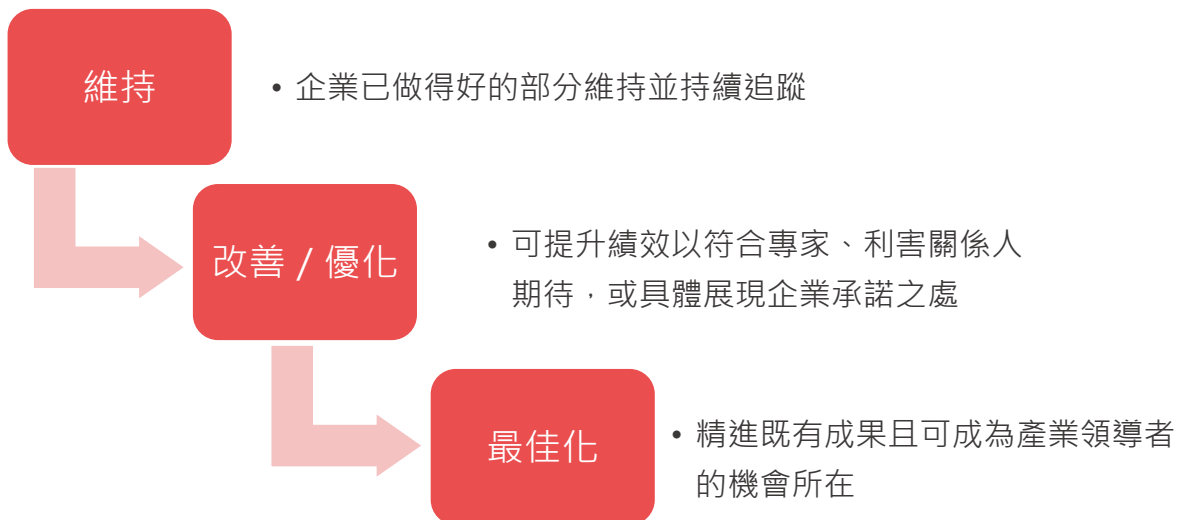 維持
• 企業已做得好的部分維持並持續追蹤
改善 / 優化
• 可提升績效以符合專家、利害關係人
期待，或具體展現企業承諾之處
最佳化
• 精進既有成果且可成為產業領導者
的機會所在